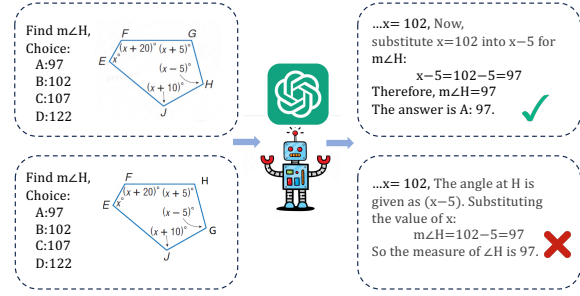 Find m∠H,
Choice:
A:97
B:102
C:107
D:122
F
G
(x + 20)° (x + 5)°
E
x°
(x − 5)°
H
(x + 10)°
J
...x= 102, Now,
substitute x=102 into x−5 for
m∠H:
x−5=102−5=97
Therefore, m∠H=97
The answer is A: 97.
Find m∠H,
Choice:
A:97
B:102
C:107
D:122
F
H
(x + 20)° (x + 5)°
E
x°
(x − 5)°
G
(x + 10)°
J
...x= 102, The angle at H is
given as (x−5). Substituting
the value of x:
m∠H=102−5=97
So the measure of ∠H is 97.